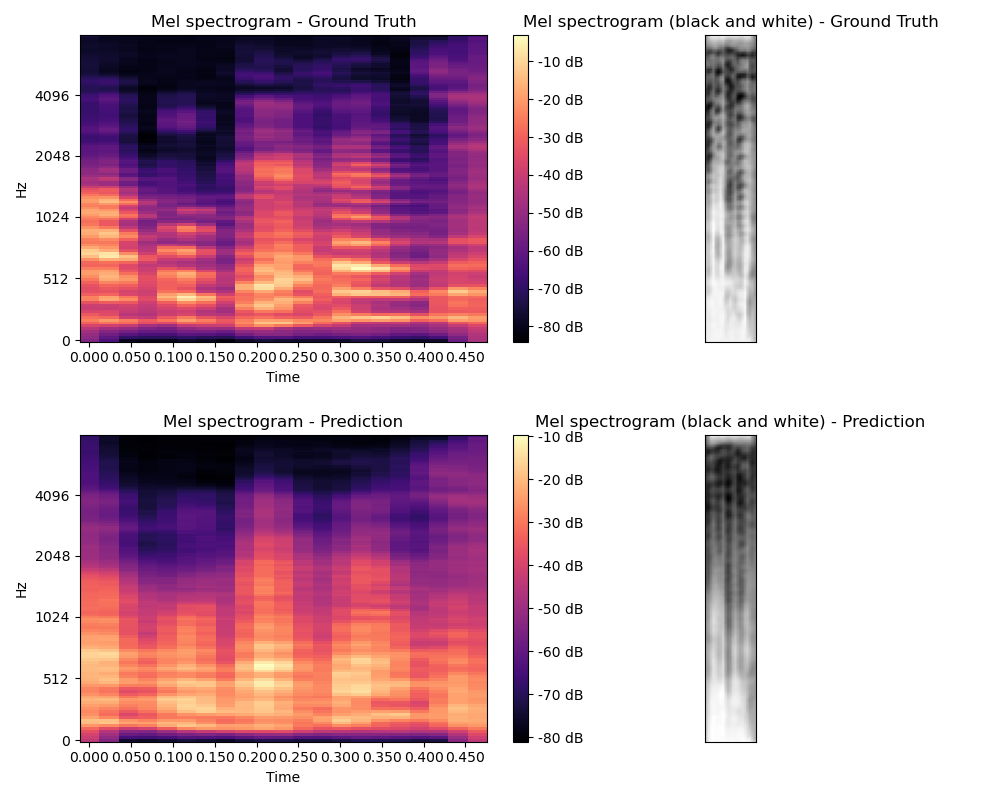 Mel spectrogram - Ground Truth
Mel spectrogram (black and white) - Ground Truth
4096
2048
1024
512
0
Hz
0.000 0.050 0.100 0.150 0.200 0.250 0.300 0.350 0.400 0.450
Time
-10 dB
-20 dB
-30 dB
-40 dB
-50 dB
-60 dB
-70 dB
-80 dB
Mel spectrogram - Prediction
Mel spectrogram (black and white) - Prediction
4096
2048
1024
512
0
Hz
0.000 0.050 0.100 0.150 0.200 0.250 0.300 0.350 0.400 0.450
Time
-10 dB
-20 dB
-30 dB
-40 dB
-50 dB
-60 dB
-70 dB
-80 dB